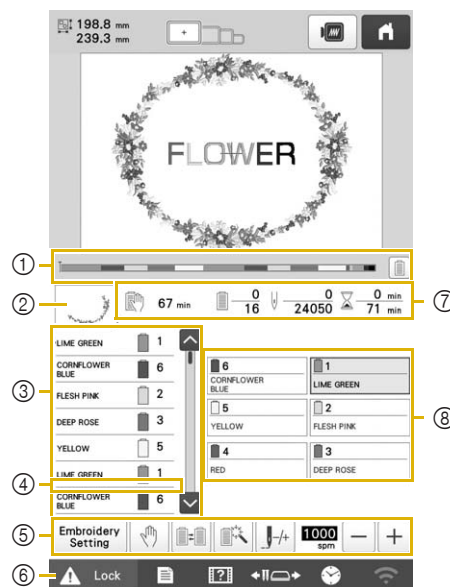 198.8 mm
239.3 mm
+
FLOWER
①
②
67 min 0 0 0 min
16 24050 71 min
⑦
LIME GREEN 1
CORNFLOWER BLUE 6
FLESH PINK 2
③
DEEP ROSE 3
YELLOW 5
LIME GREEN 1
④
CORNFLOWER BLUE 6
6 CORNFLOWER BLUE
1 LIME GREEN
5 YELLOW
2 FLESH PINK
⑧
4 RED
3 DEEP ROSE
⑤
Embroidery Setting
-/+
1000 spm
− +
⑥
Lock
?